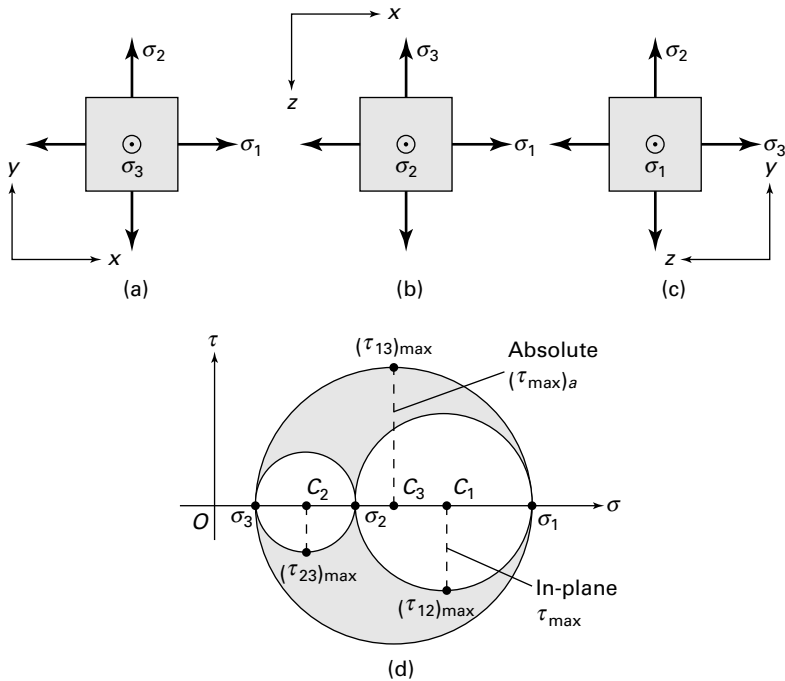 σ2
σ1
σ3
y
x
(a)
x
z
σ3
σ1
σ2
(b)
σ2
σ3
σ1
y
z
(c)
τ
(τ13)max
Absolute
(τmax)a
O
σ3
C2
σ2
C3
C1
σ1
σ
(τ23)max
(τ12)max
In-plane
τmax
(d)